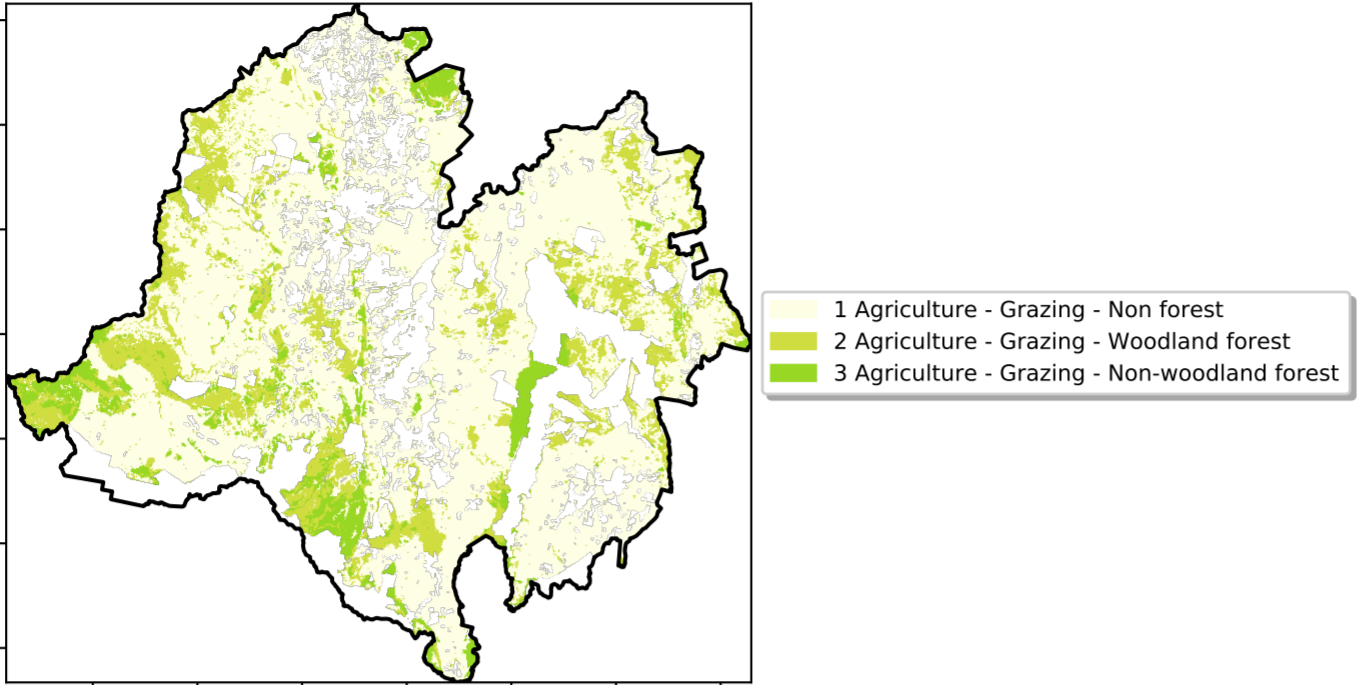 1 Agriculture - Grazing - Non forest
2 Agriculture - Grazing - Woodland forest
3 Agriculture - Grazing - Non-woodland forest